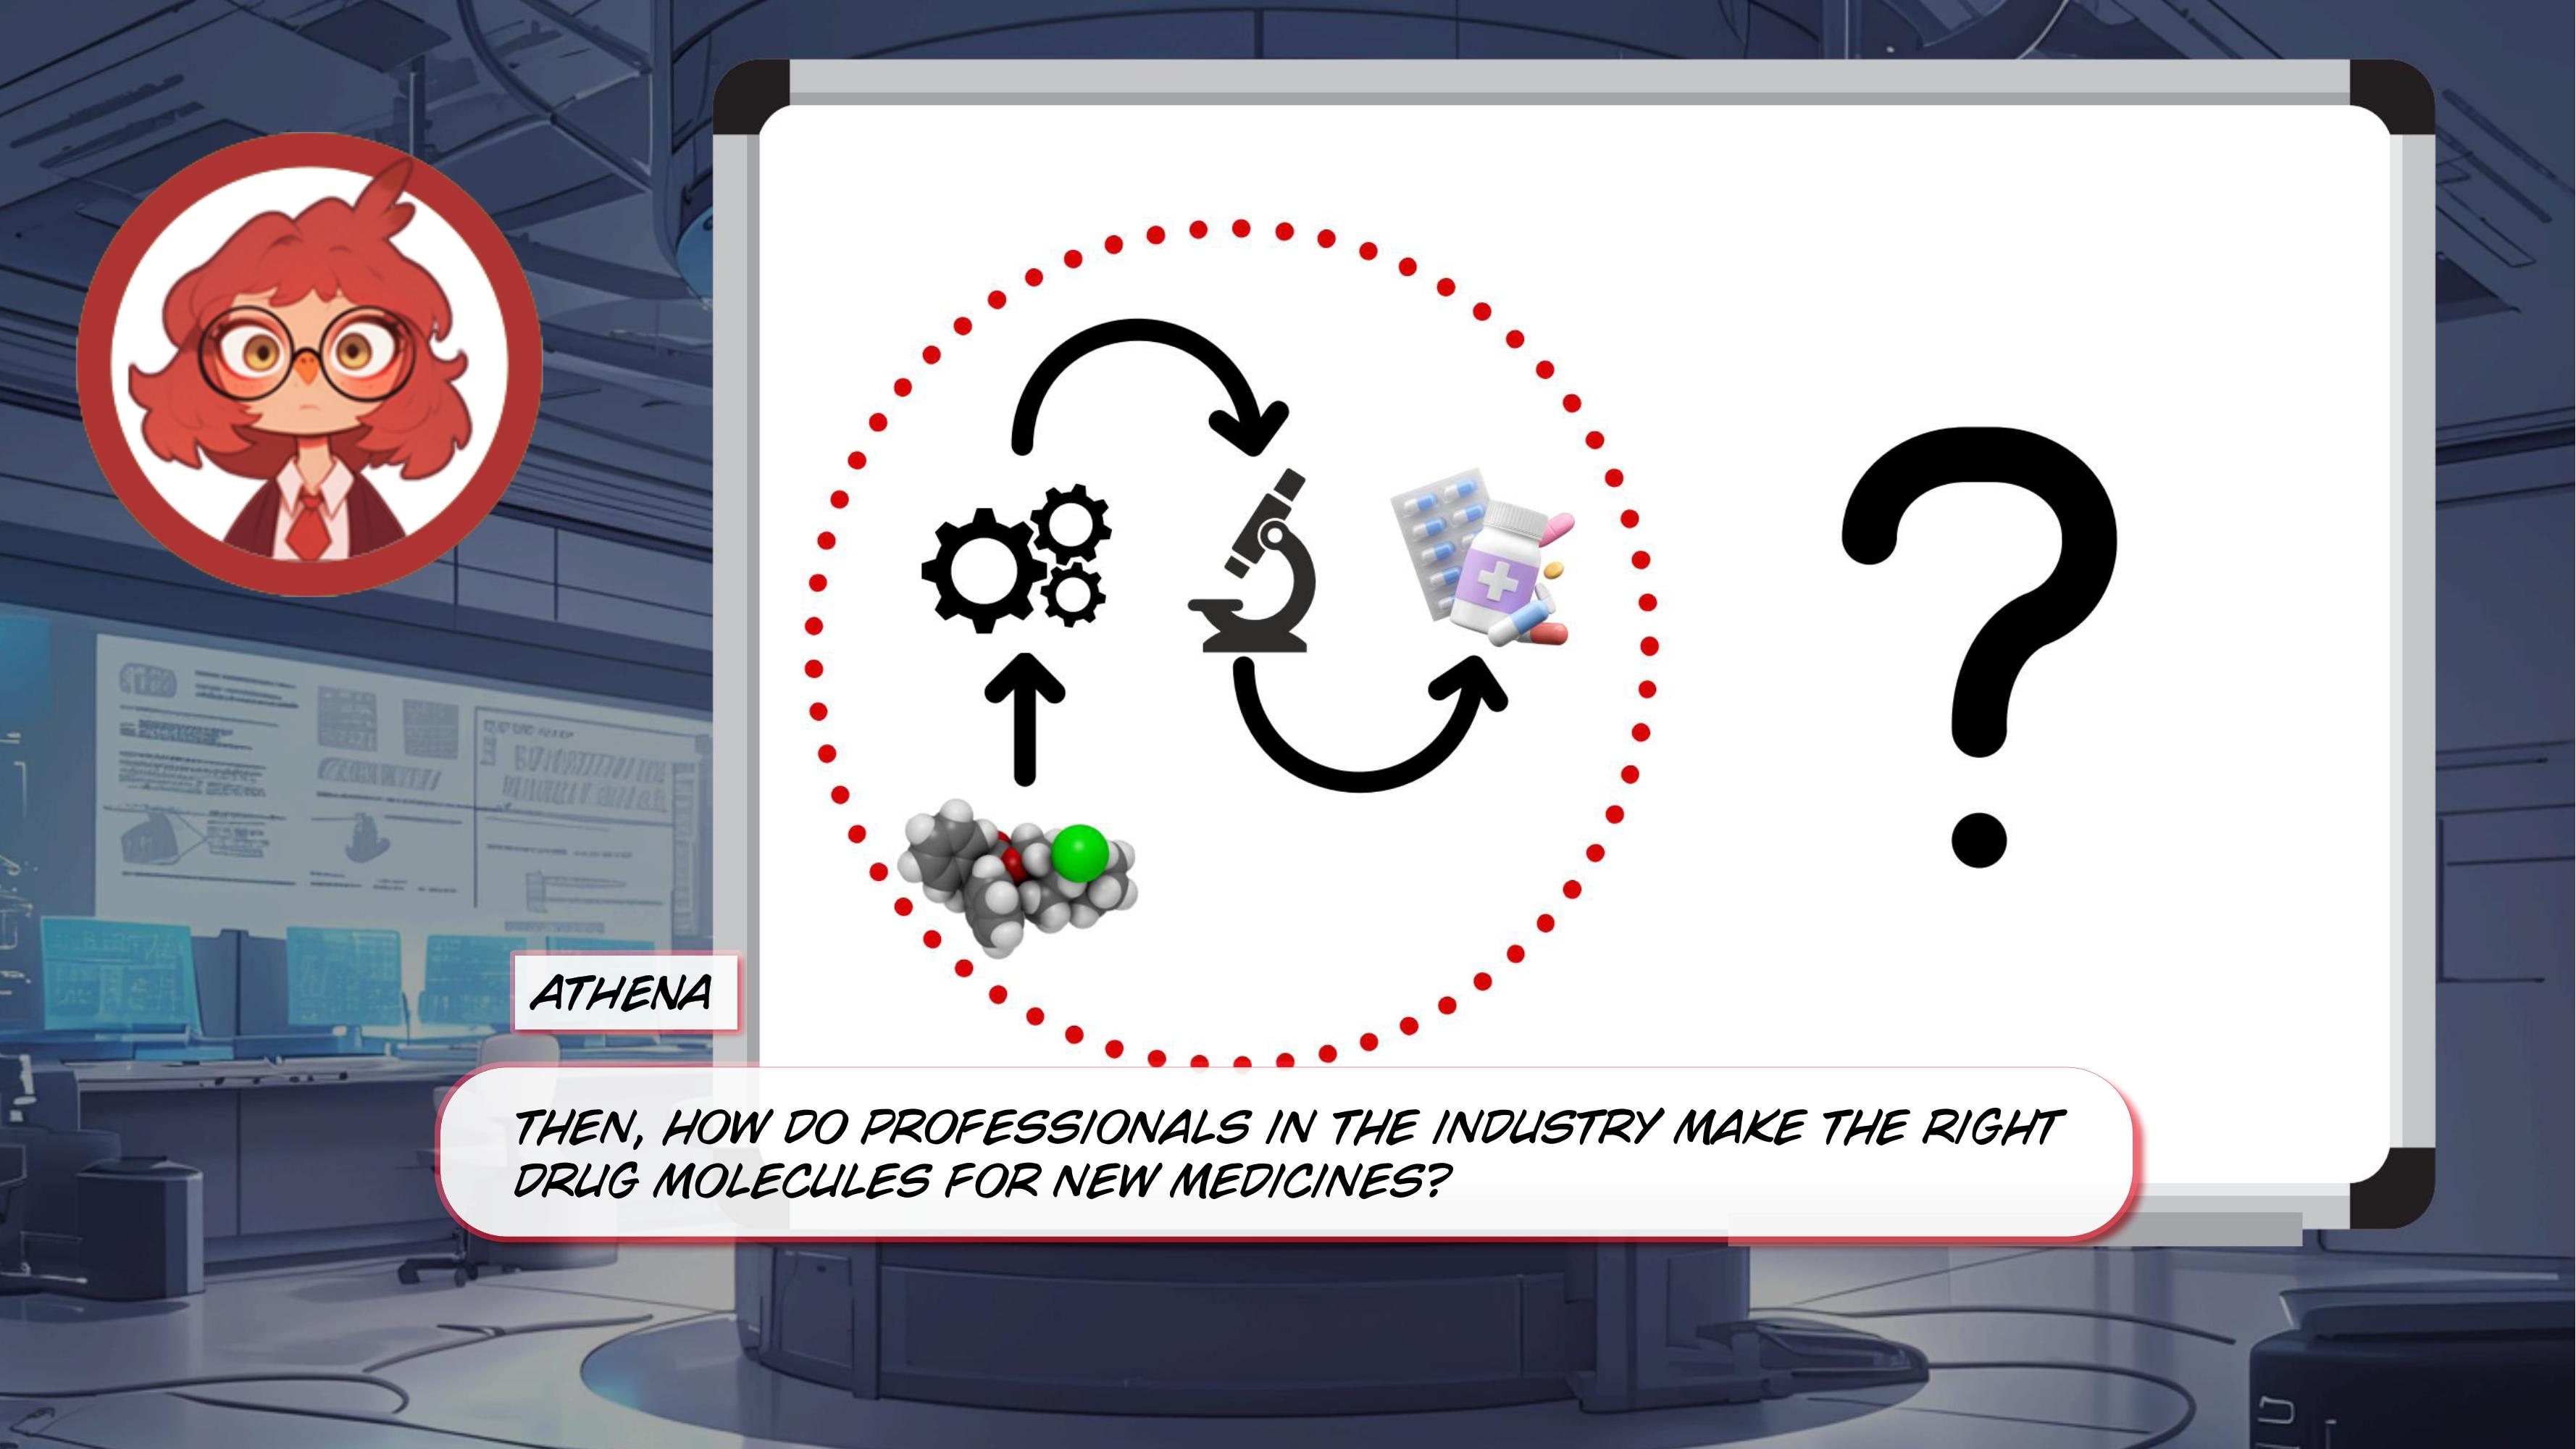 ATHENA
THEN, HOW DO PROFESSIONALS IN THE INDUSTRY MAKE THE RIGHT
DRUG MOLECULES FOR NEW MEDICINES?